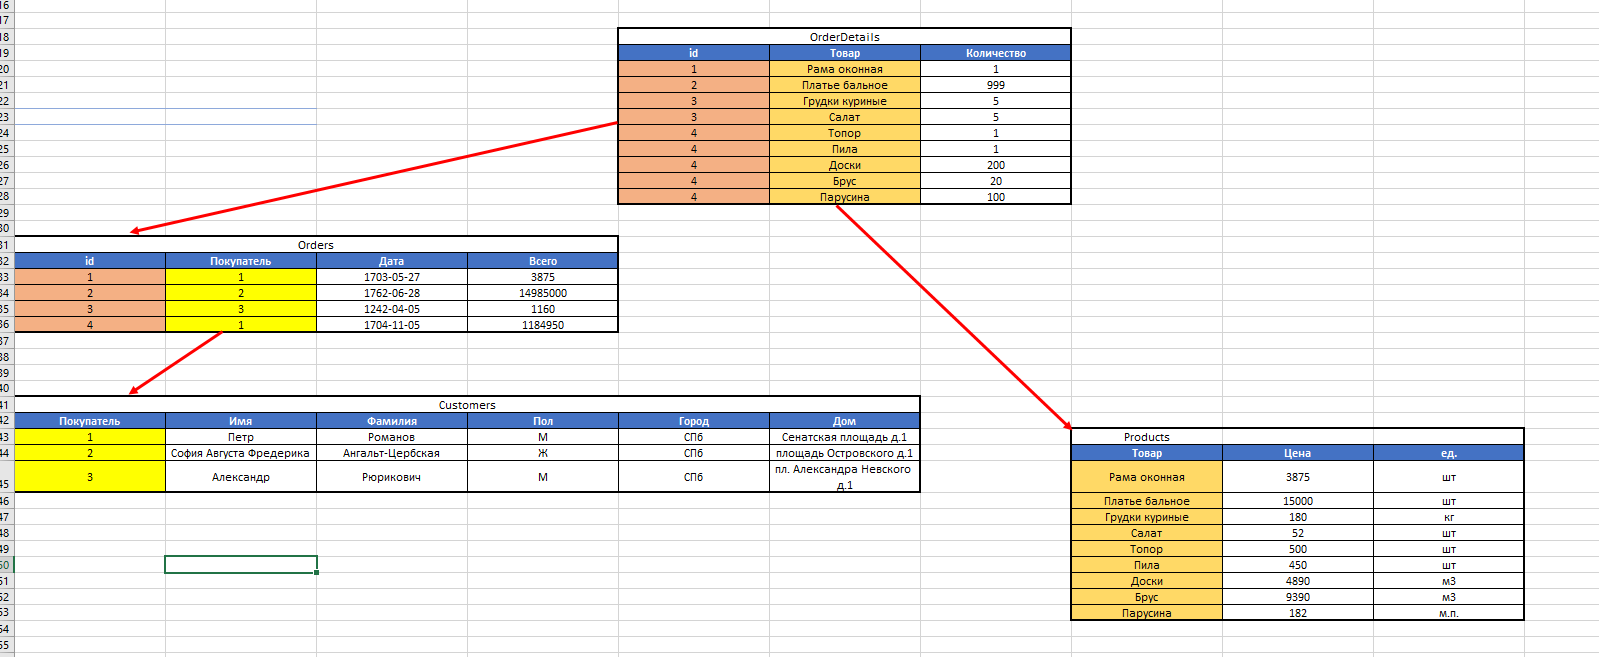 16
17
18 OrderDetails
19 id Товар Количество
20 1 Рама оконная 1
21 2 Платье бальное 999
22 3 Грудки куриные 5
23 3 Салат 5
24 4 Топор 1
25 4 Пила 1
26 4 Доски 200
27 4 Брус 20
28 4 Парусина 100
29
30
31 Orders
32 id Покупатель Дата Всего
33 1 1 1703-05-27 3875
34 2 2 1762-06-28 14985000
35 3 3 1242-04-05 1160
36 4 1 1704-11-05 1184950
37
38
39
40
41 Customers
42 Покупатель Имя Фамилия Пол Город Дом
43 1 Петр Романов М СПб Сенатская площадь д.1
44 2 София Августа Фредерика Ангальт-Цербская Ж СПб площадь Островского д.1
45 3 Александр Рюрикович М СПб пл. Александра Невского
д.1
Products
Товар Цена ед.
Рама оконная 3875 шт
46 Платье бальное 15000 шт
47 Грудки куриные 180 кг
48 Салат 52 шт
49 Топор 500 шт
50 Пила 450 шт
51 Доски 4890 м3
52 Брус 9390 м3
53 Парусина 182 м.п.
54
55